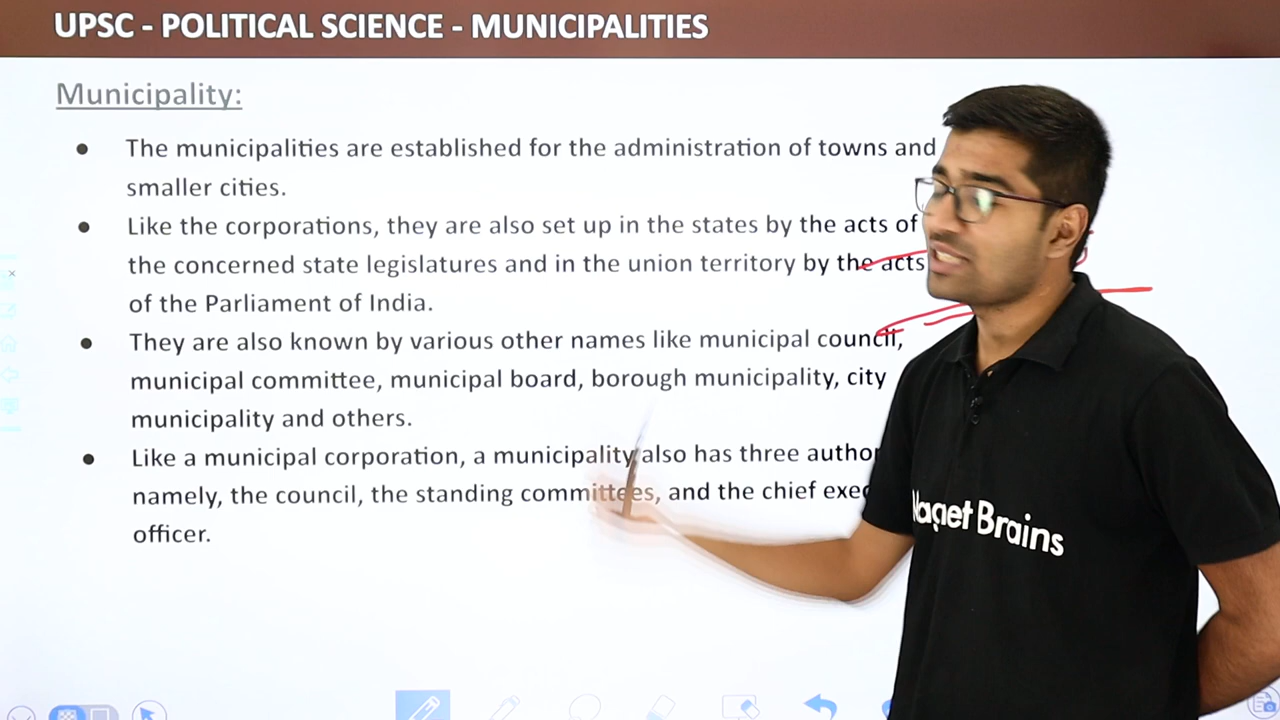 UPSC - POLITICAL SCIENCE - MUNICIPALITIES
Municipality:
● The municipalities are established for the administration of towns and
smaller cities.
● Like the corporations, they are also set up in the states by the acts of
the concerned state legislatures and in the union territory by the acts
of the Parliament of India.
● They are also known by various other names like municipal council,
municipal committee, municipal board, borough municipality, city
municipality and others.
● Like a municipal corporation, a municipality also has three
namely, the council, the standing committees, and the chief
officer.
Magnet Brains